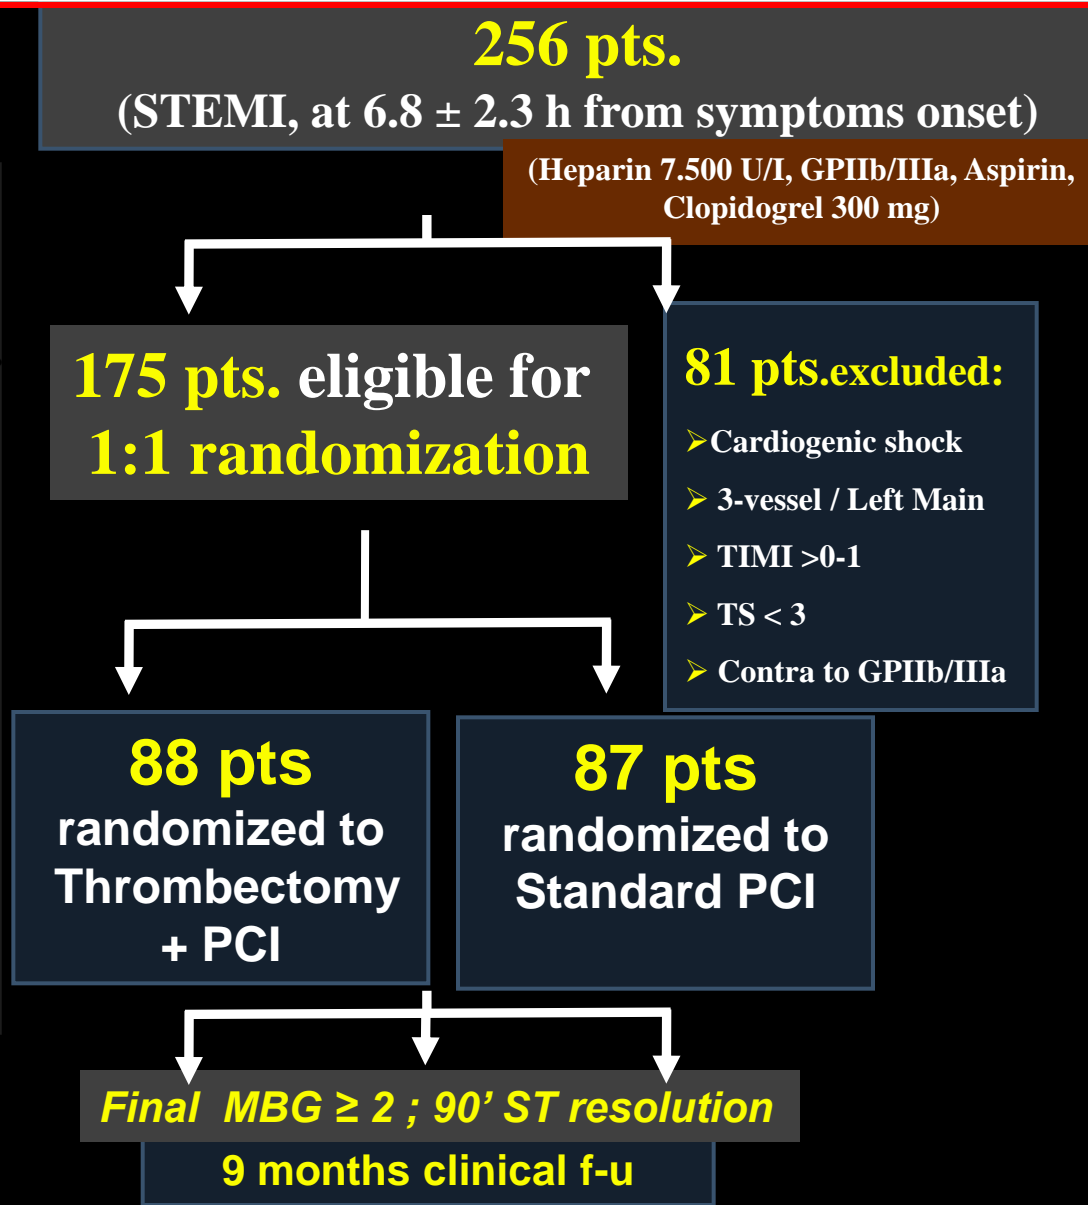 256 pts.
(STEMI, at 6.8 ± 2.3 h from symptoms onset)
(Heparin 7.500 U/I, GPIIb/IIIa, Aspirin,
Clopidogrel 300 mg)
175 pts. eligible for
1:1 randomization
81 pts.excluded:
➢Cardiogenic shock
➢ 3-vessel / Left Main
➢ TIMI >0-1
➢ TS < 3
➢ Contra to GPIIb/IIIa
88 pts
randomized to
Thrombectomy
+ PCI
87 pts
randomized to
Standard PCI
Final MBG ≥ 2 ; 90’ ST resolution
9 months clinical f-u